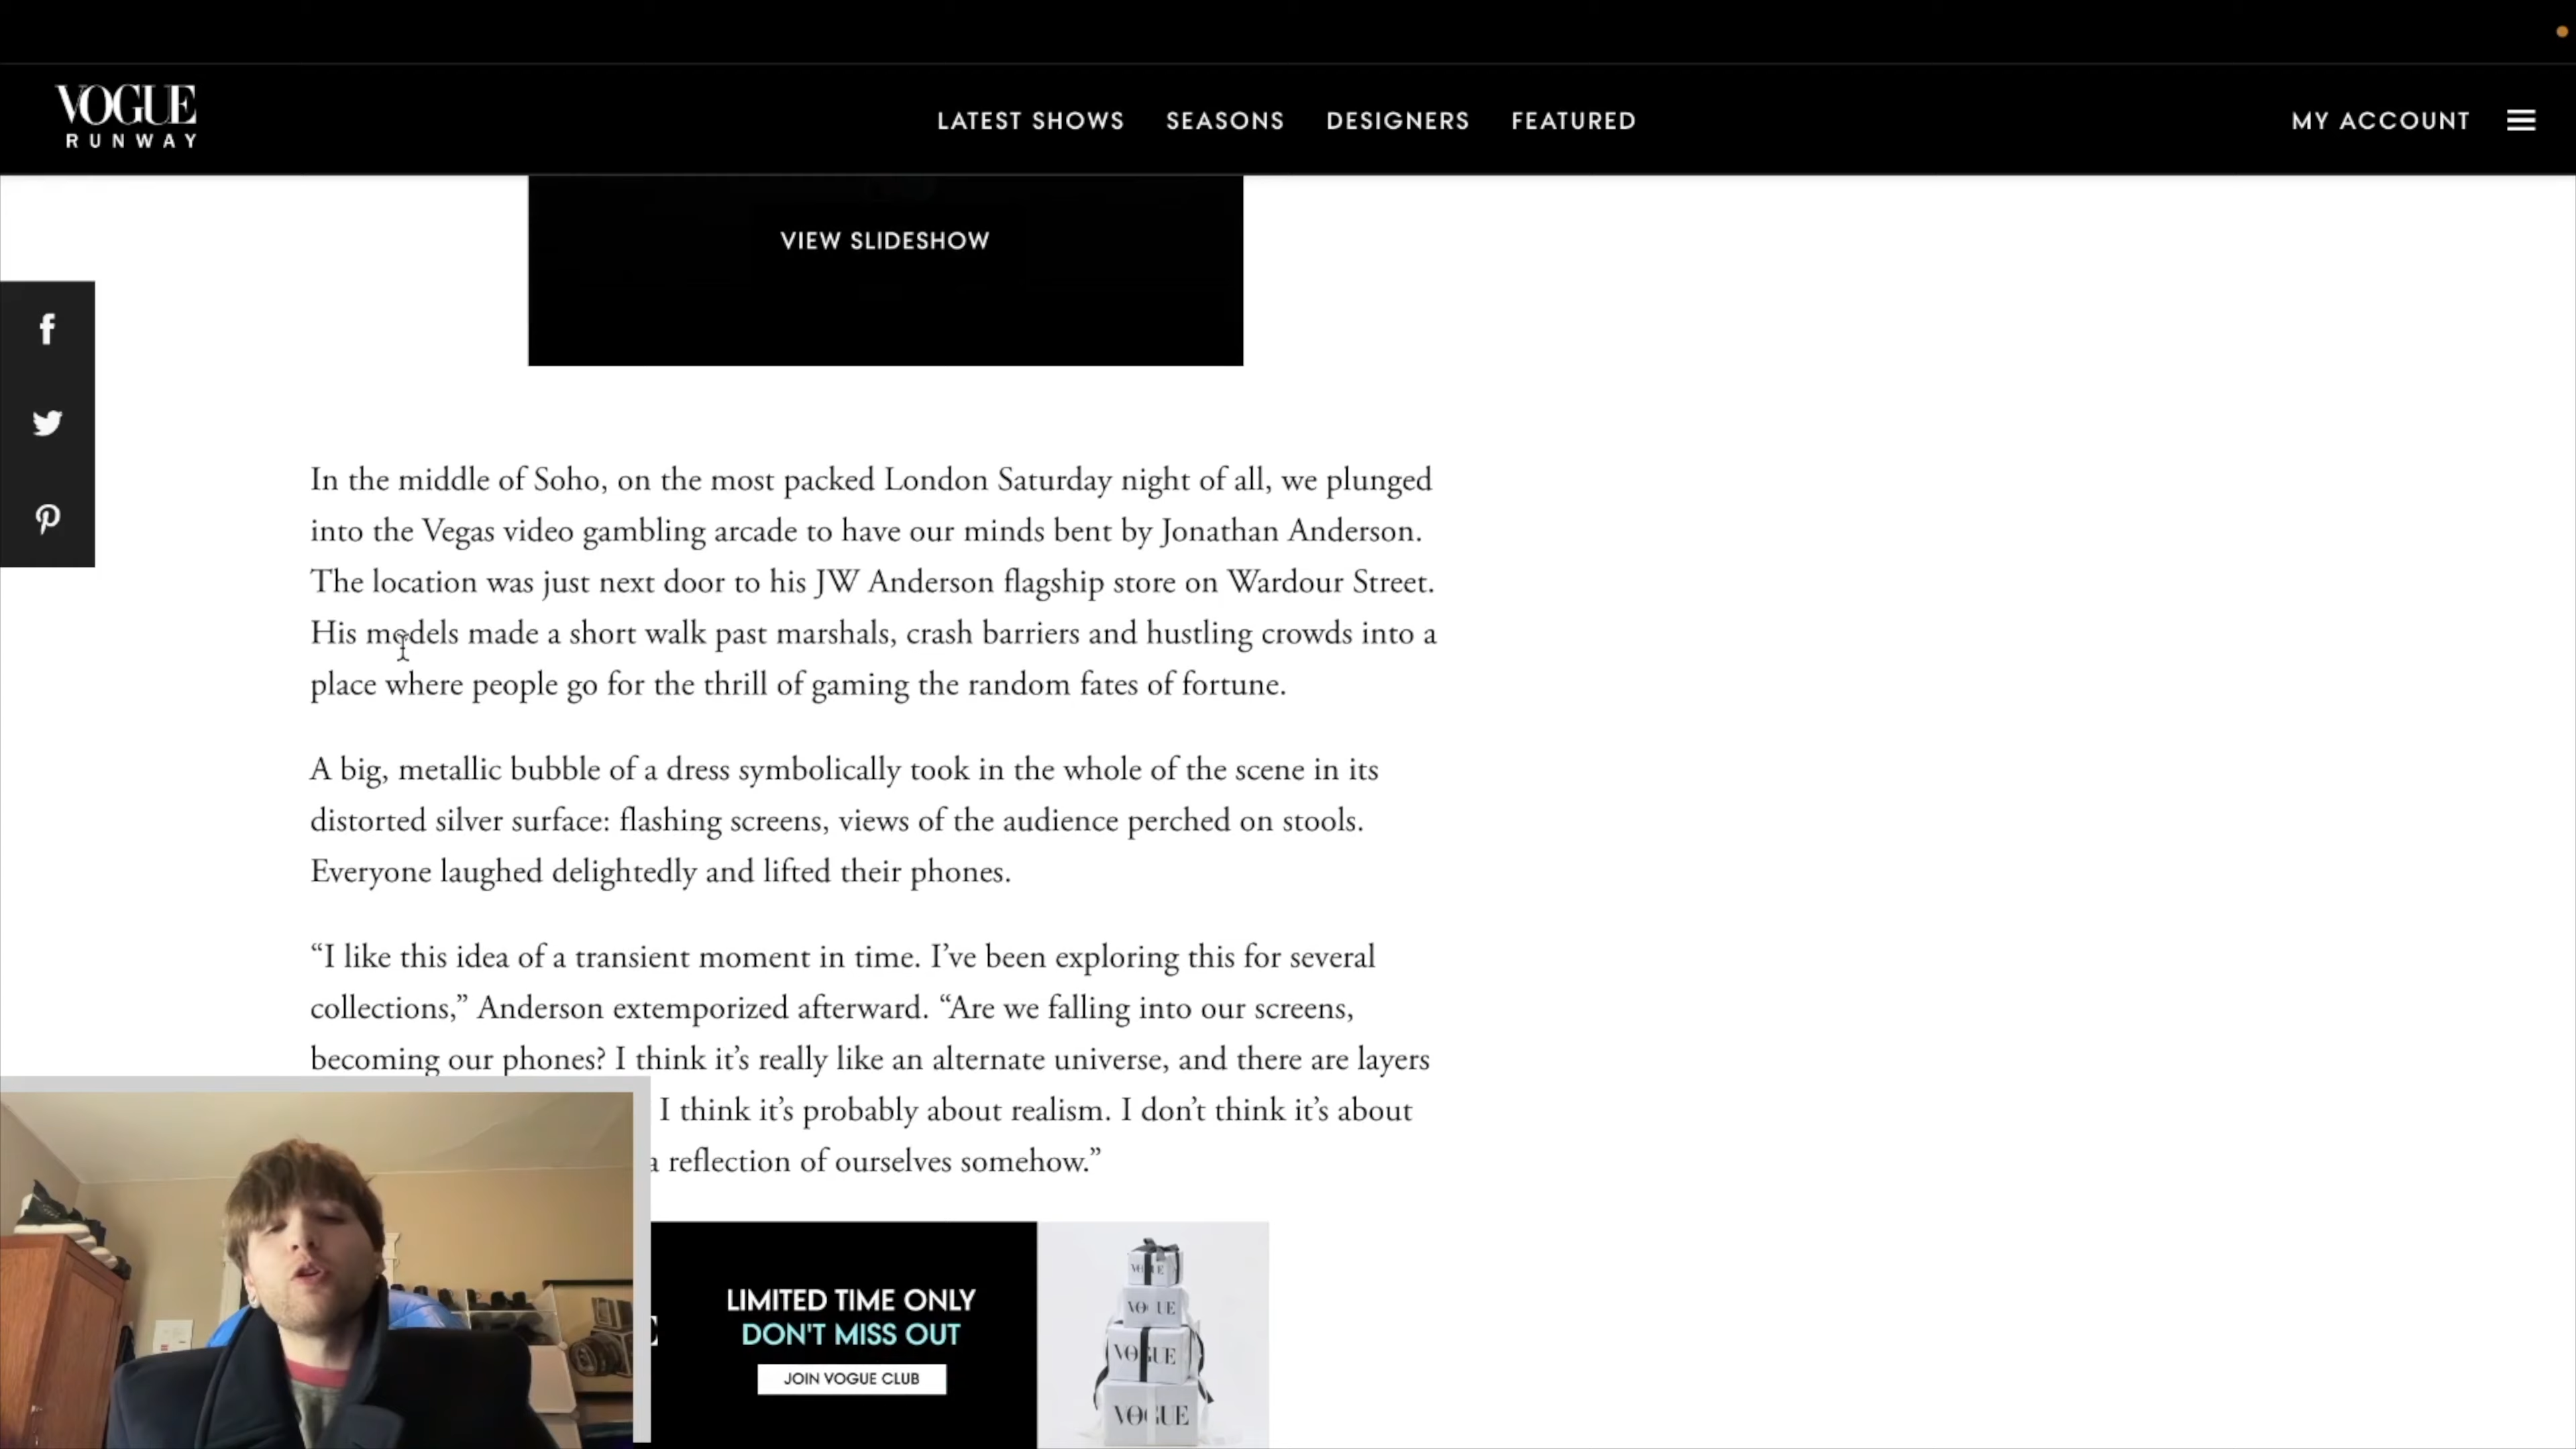 VOGUE
RUNWAY
LATEST SHOWS
SEASONS
DESIGNERS
FEATURED
MY ACCOUNT
VIEW SLIDESHOW
In the middle of Soho, on the most packed London Saturday night of all, we plunged
into the Vegas video gambling arcade to have our minds bent by Jonathan Anderson.
The location was just next door to his JW Anderson flagship store on Wardour Street.
His models made a short walk past marshals, crash barriers and hustling crowds into a
place where people go for the thrill of gaming the random fates of fortune.
A big, metallic bubble of a dress symbolically took in the whole of the scene in its
distorted silver surface: flashing screens, views of the audience perched on stools.
Everyone laughed delightedly and lifted their phones.
“I like this idea of a transient moment in time. I’ve been exploring this for several
collections,” Anderson extemporized afterward. “Are we falling into our screens,
becoming our phones? I think it’s really like an alternate universe, and there are layers
I think it’s probably about realism. I don’t think it’s about
a reflection of ourselves somehow.”
E
LIMITED TIME ONLY
DON'T MISS OUT
JOIN VOGUE CLUB
VOGUE
VOGUE
VOGUE
VOGUE